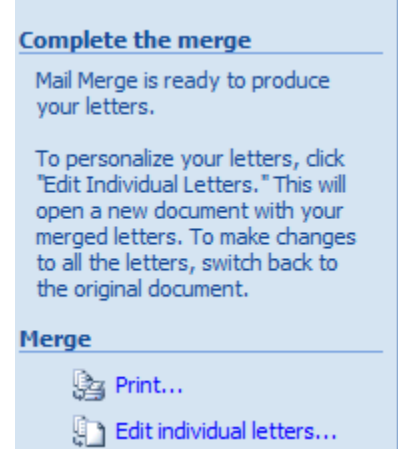 Complete the merge
Mail Merge is ready to produce
your letters.
To personalize your letters, click
"Edit Individual Letters." This will
open a new document with your
merged letters. To make changes
to all the letters, switch back to
the original document.
Merge
Print...
Edit individual letters...